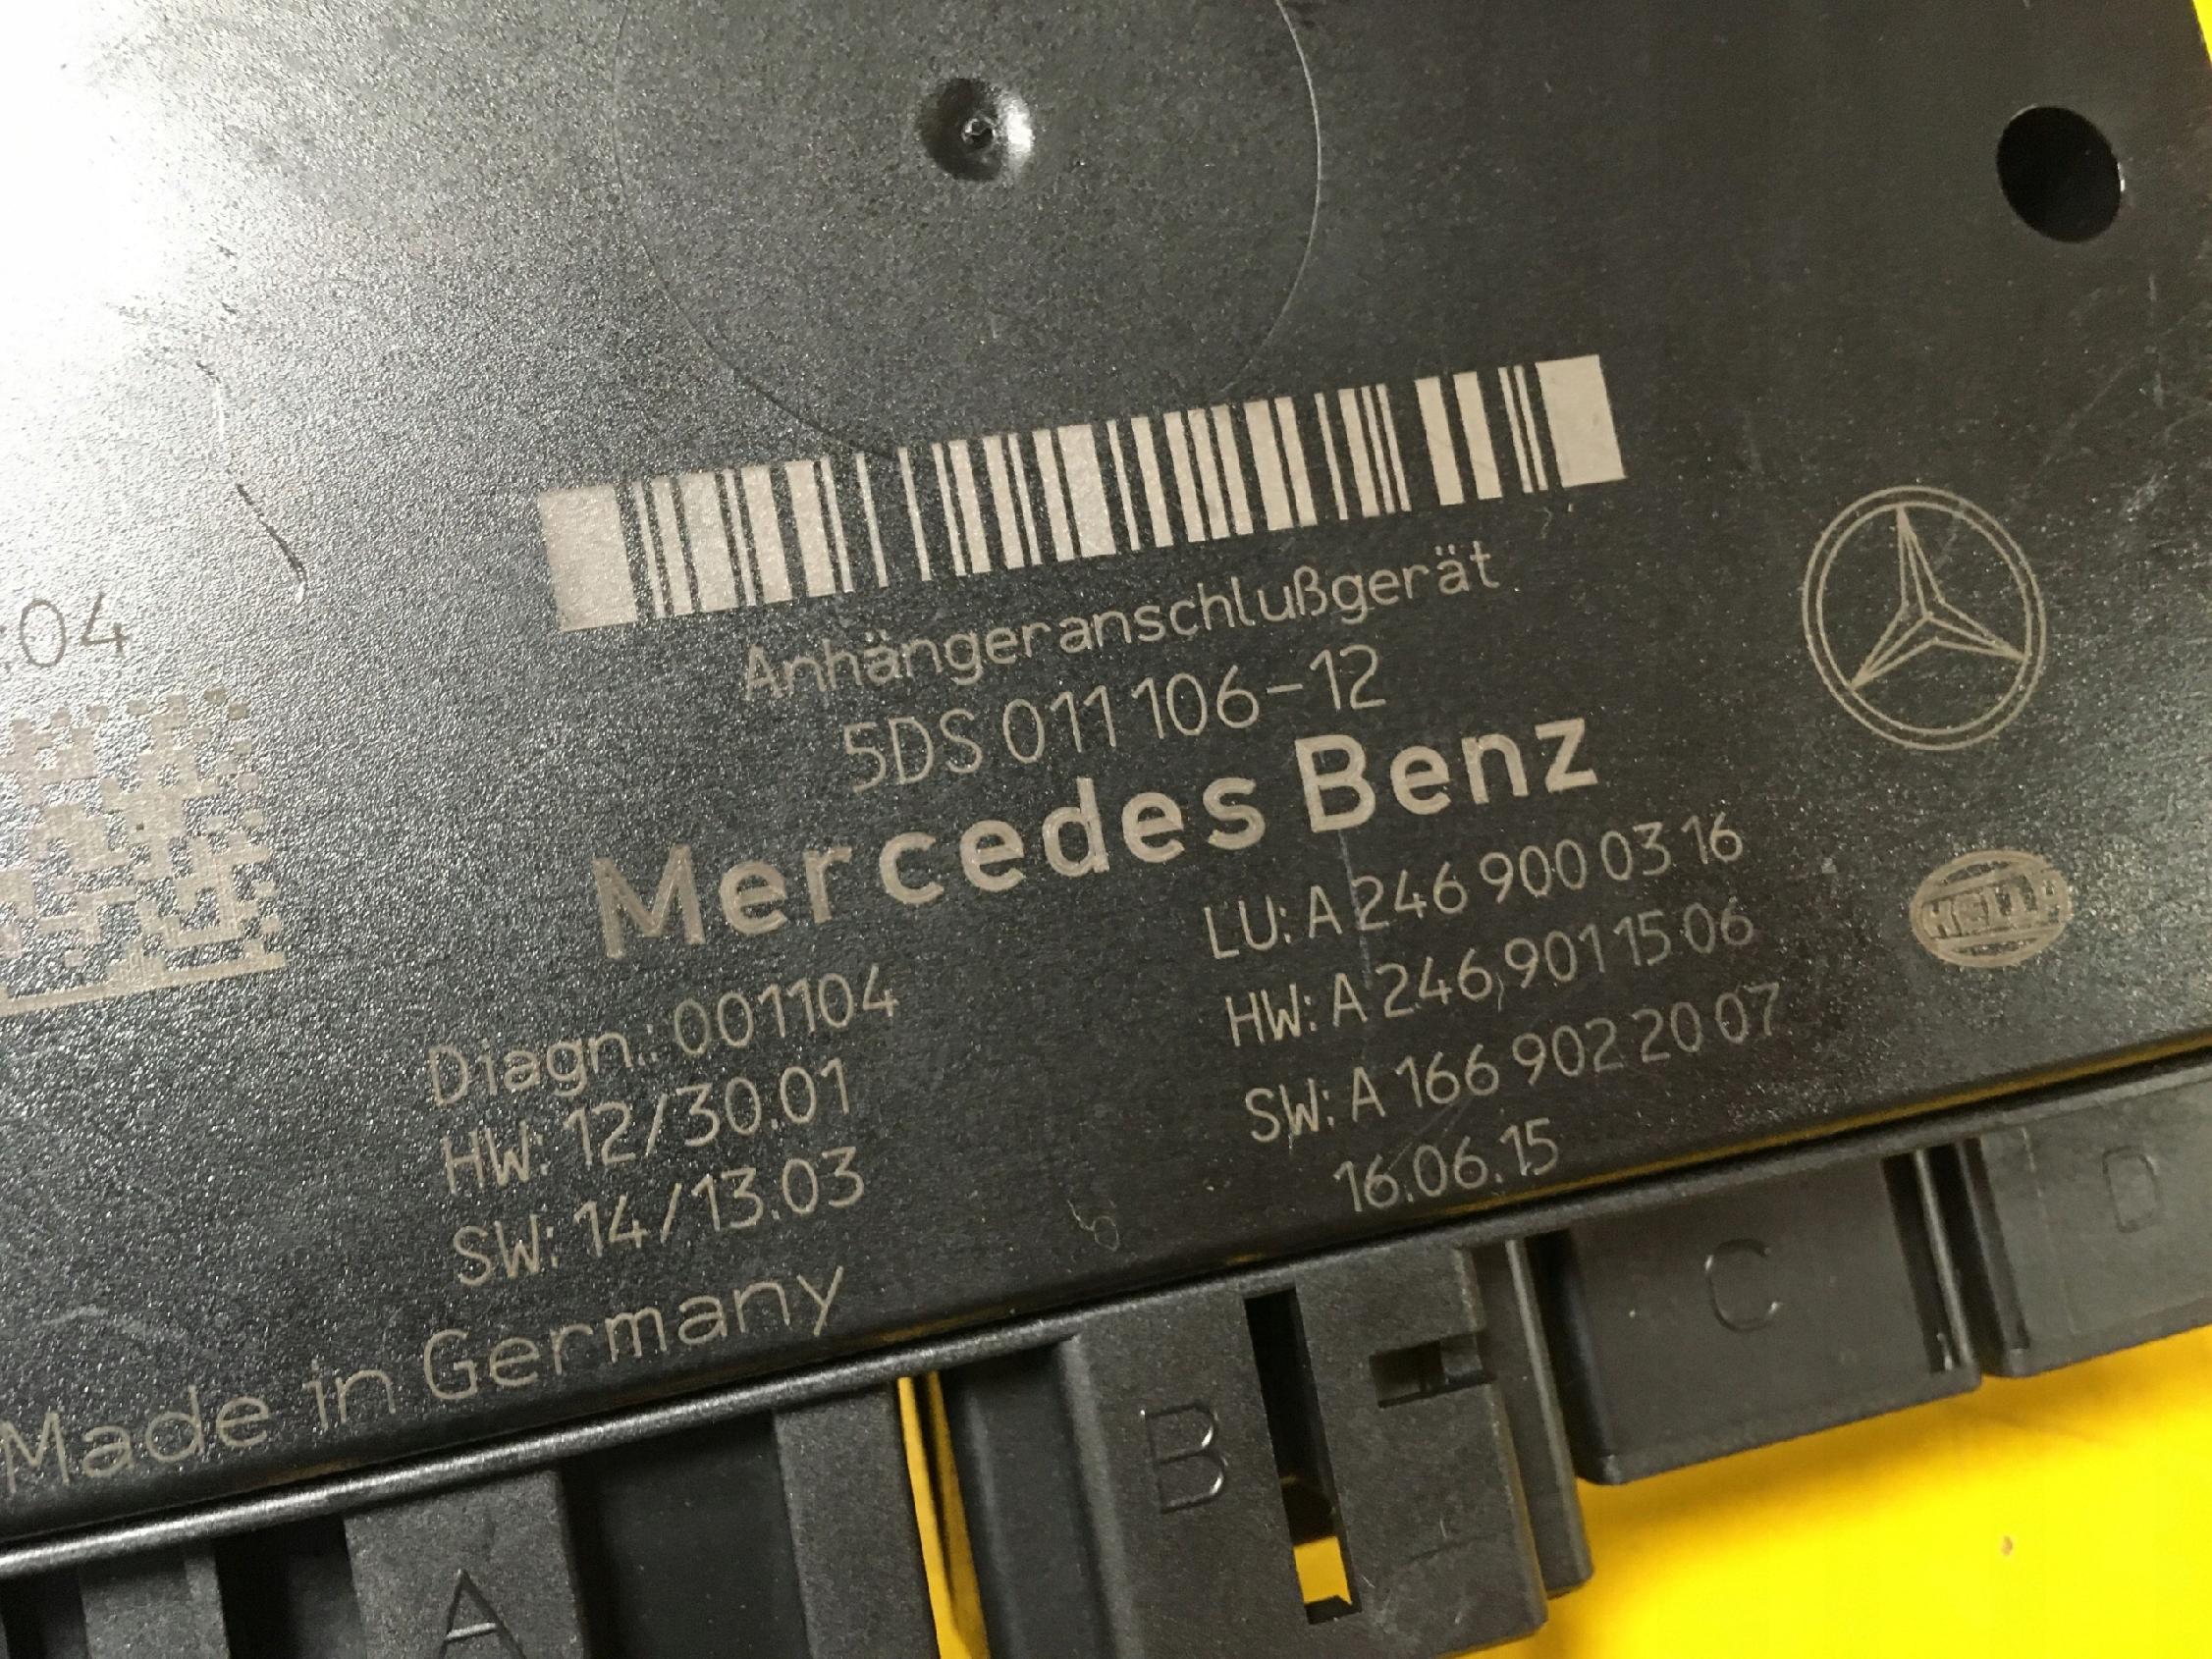 :04
Anhängeranschlußgerät
5DS 011 106-12
Mercedes Benz
LU: A 246 900 03 16
HW: A 246 901 15 06
SW: A 166 902 20 07
16.06.15
HELLA
Diagn.: 001104
HW: 12/30.01
SW: 14/13.03
Made in Germany
A
B
C
D